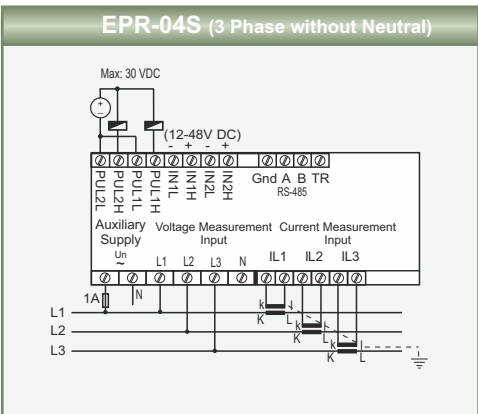 EPR-04S (3 Phase without Neutral)
Max: 30 VDC
+
-
(12-48V DC)
- + - +
PUL2L PUL2H PUL1L PUL1H IN1L IN1H IN2L IN2H
Gnd A B TR
RS-485
Auxiliary Supply
Voltage Measurement Input
Current Measurement Input
Un
~
L1 L2 L3 N
IL1 IL2 IL3
1A
N
k l
K L
k l
K L
k l
K L
L1
L2
L3